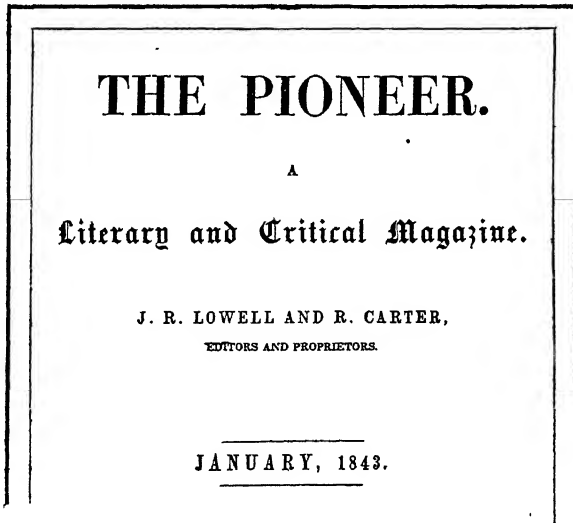 THE PIONEER.
A
Literary and Critical Magazine.
J. R. LOWELL AND R. CARTER,
EDITORS AND PROPRIETORS.
JANUARY, 1843.